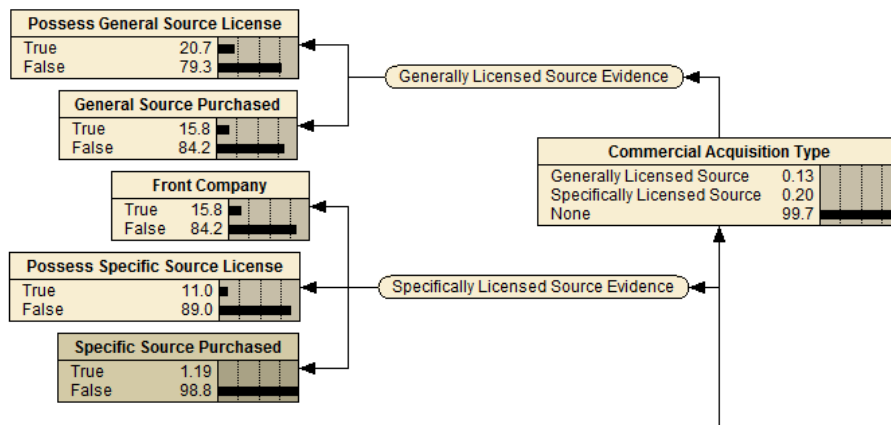 Possess General Source License
True 20.7
False 79.3
Generally Licensed Source Evidence
General Source Purchased
True 15.8
False 84.2
Commercial Acquisition Type
Generally Licensed Source 0.13
Specifically Licensed Source 0.20
None 99.7
Front Company
True 15.8
False 84.2
Possess Specific Source License
True 11.0
False 89.0
Specifically Licensed Source Evidence
Specific Source Purchased
True 1.19
False 98.8